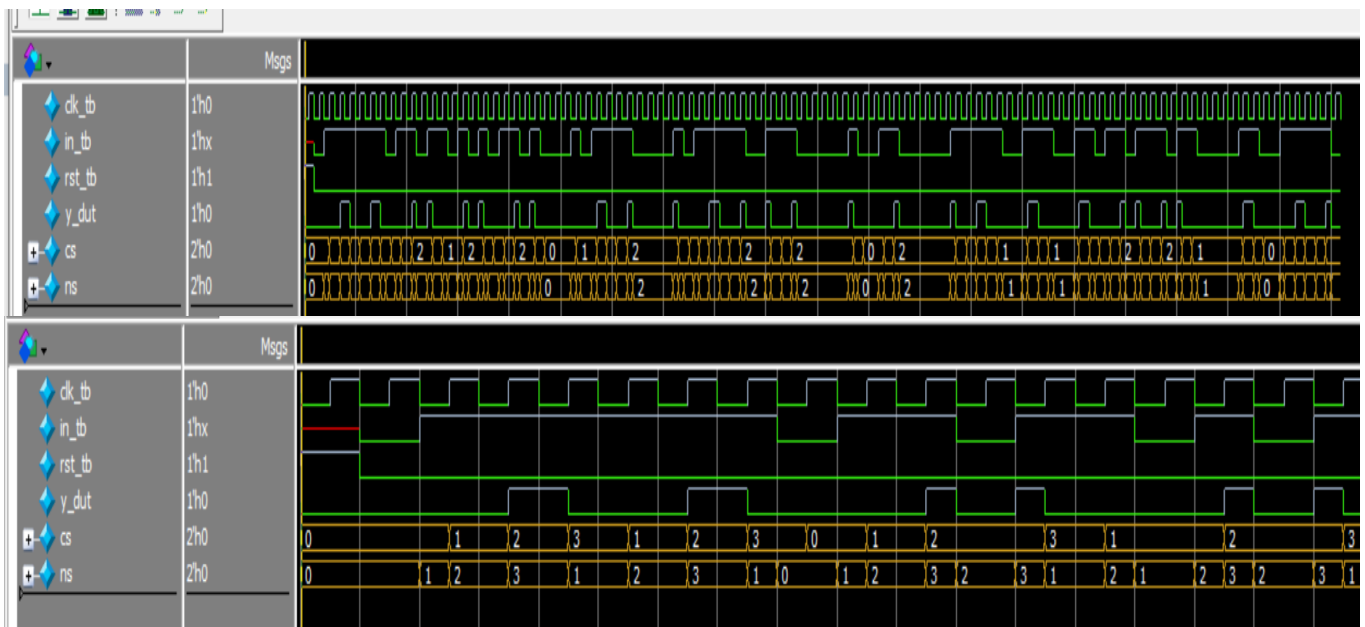 Msgs
clk_tb 1'h0
in_tb 1'hx
rst_tb 1'h1
y_dut 1'h0
cs 2'h0 0 2 1 2 2 0 1 2 2 2 0 2 1 1 2 2 1 0
ns 2'h0 0 0 2 2 2 0 2 1 1 1 0
Msgs
clk_tb 1'h0
in_tb 1'hx
rst_tb 1'h1
y_dut 1'h0
cs 2'h0 0 1 2 3 1 2 3 0 1 2 3 1 2 3
ns 2'h0 0 1 2 3 1 2 3 1 0 1 2 3 2 3 1 2 1 2 3 2 3 1